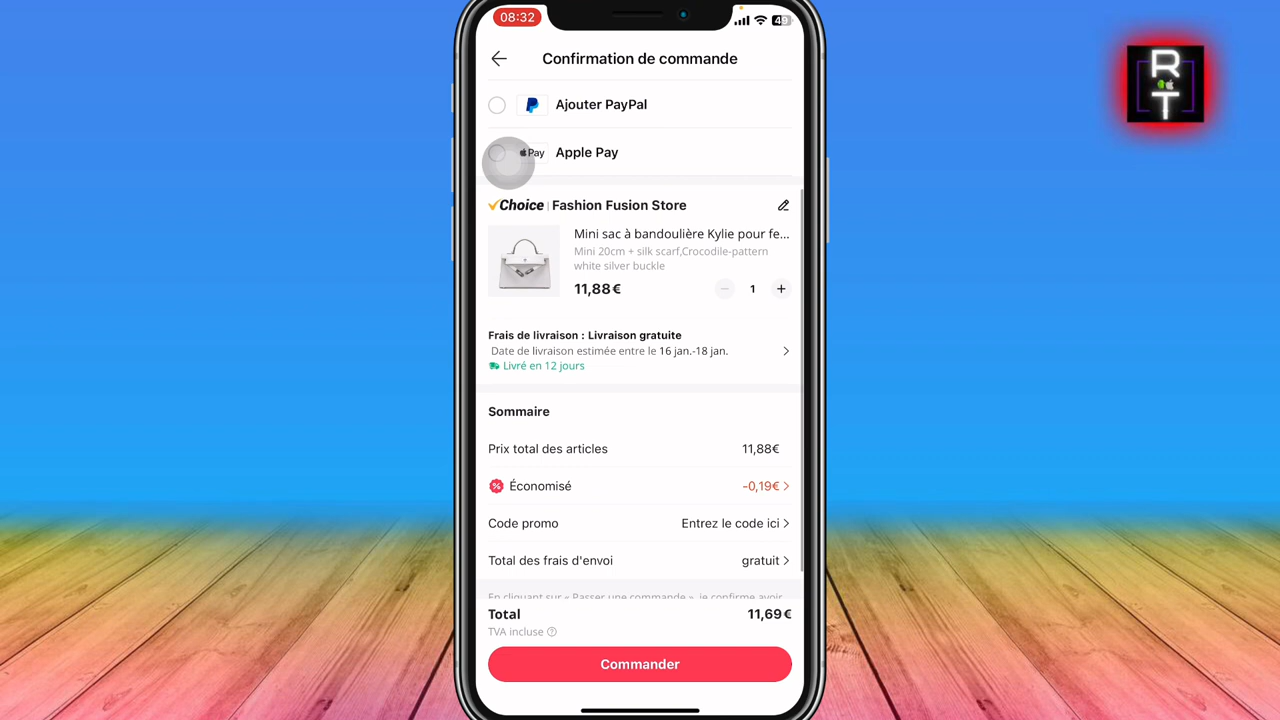 08:32
49
Confirmation de commande
Ajouter PayPal
Pay
Apple Pay
Choice | Fashion Fusion Store
Mini sac à bandoulière Kylie pour fe...
Mini 20cm + silk scarf,Crocodile-pattern
white silver buckle
11,88€
1
Frais de livraison : Livraison gratuite
Date de livraison estimée entre le 16 jan.-18 jan.
Livré en 12 jours
Sommaire
Prix total des articles 11,88€
Économisé -0,19€
Code promo Entrez le code ici
Total des frais d'envoi gratuit
En cliquant sur « Passer une commande », je confirme avoir
Total 11,69€
TVA incluse
Commander
R
T